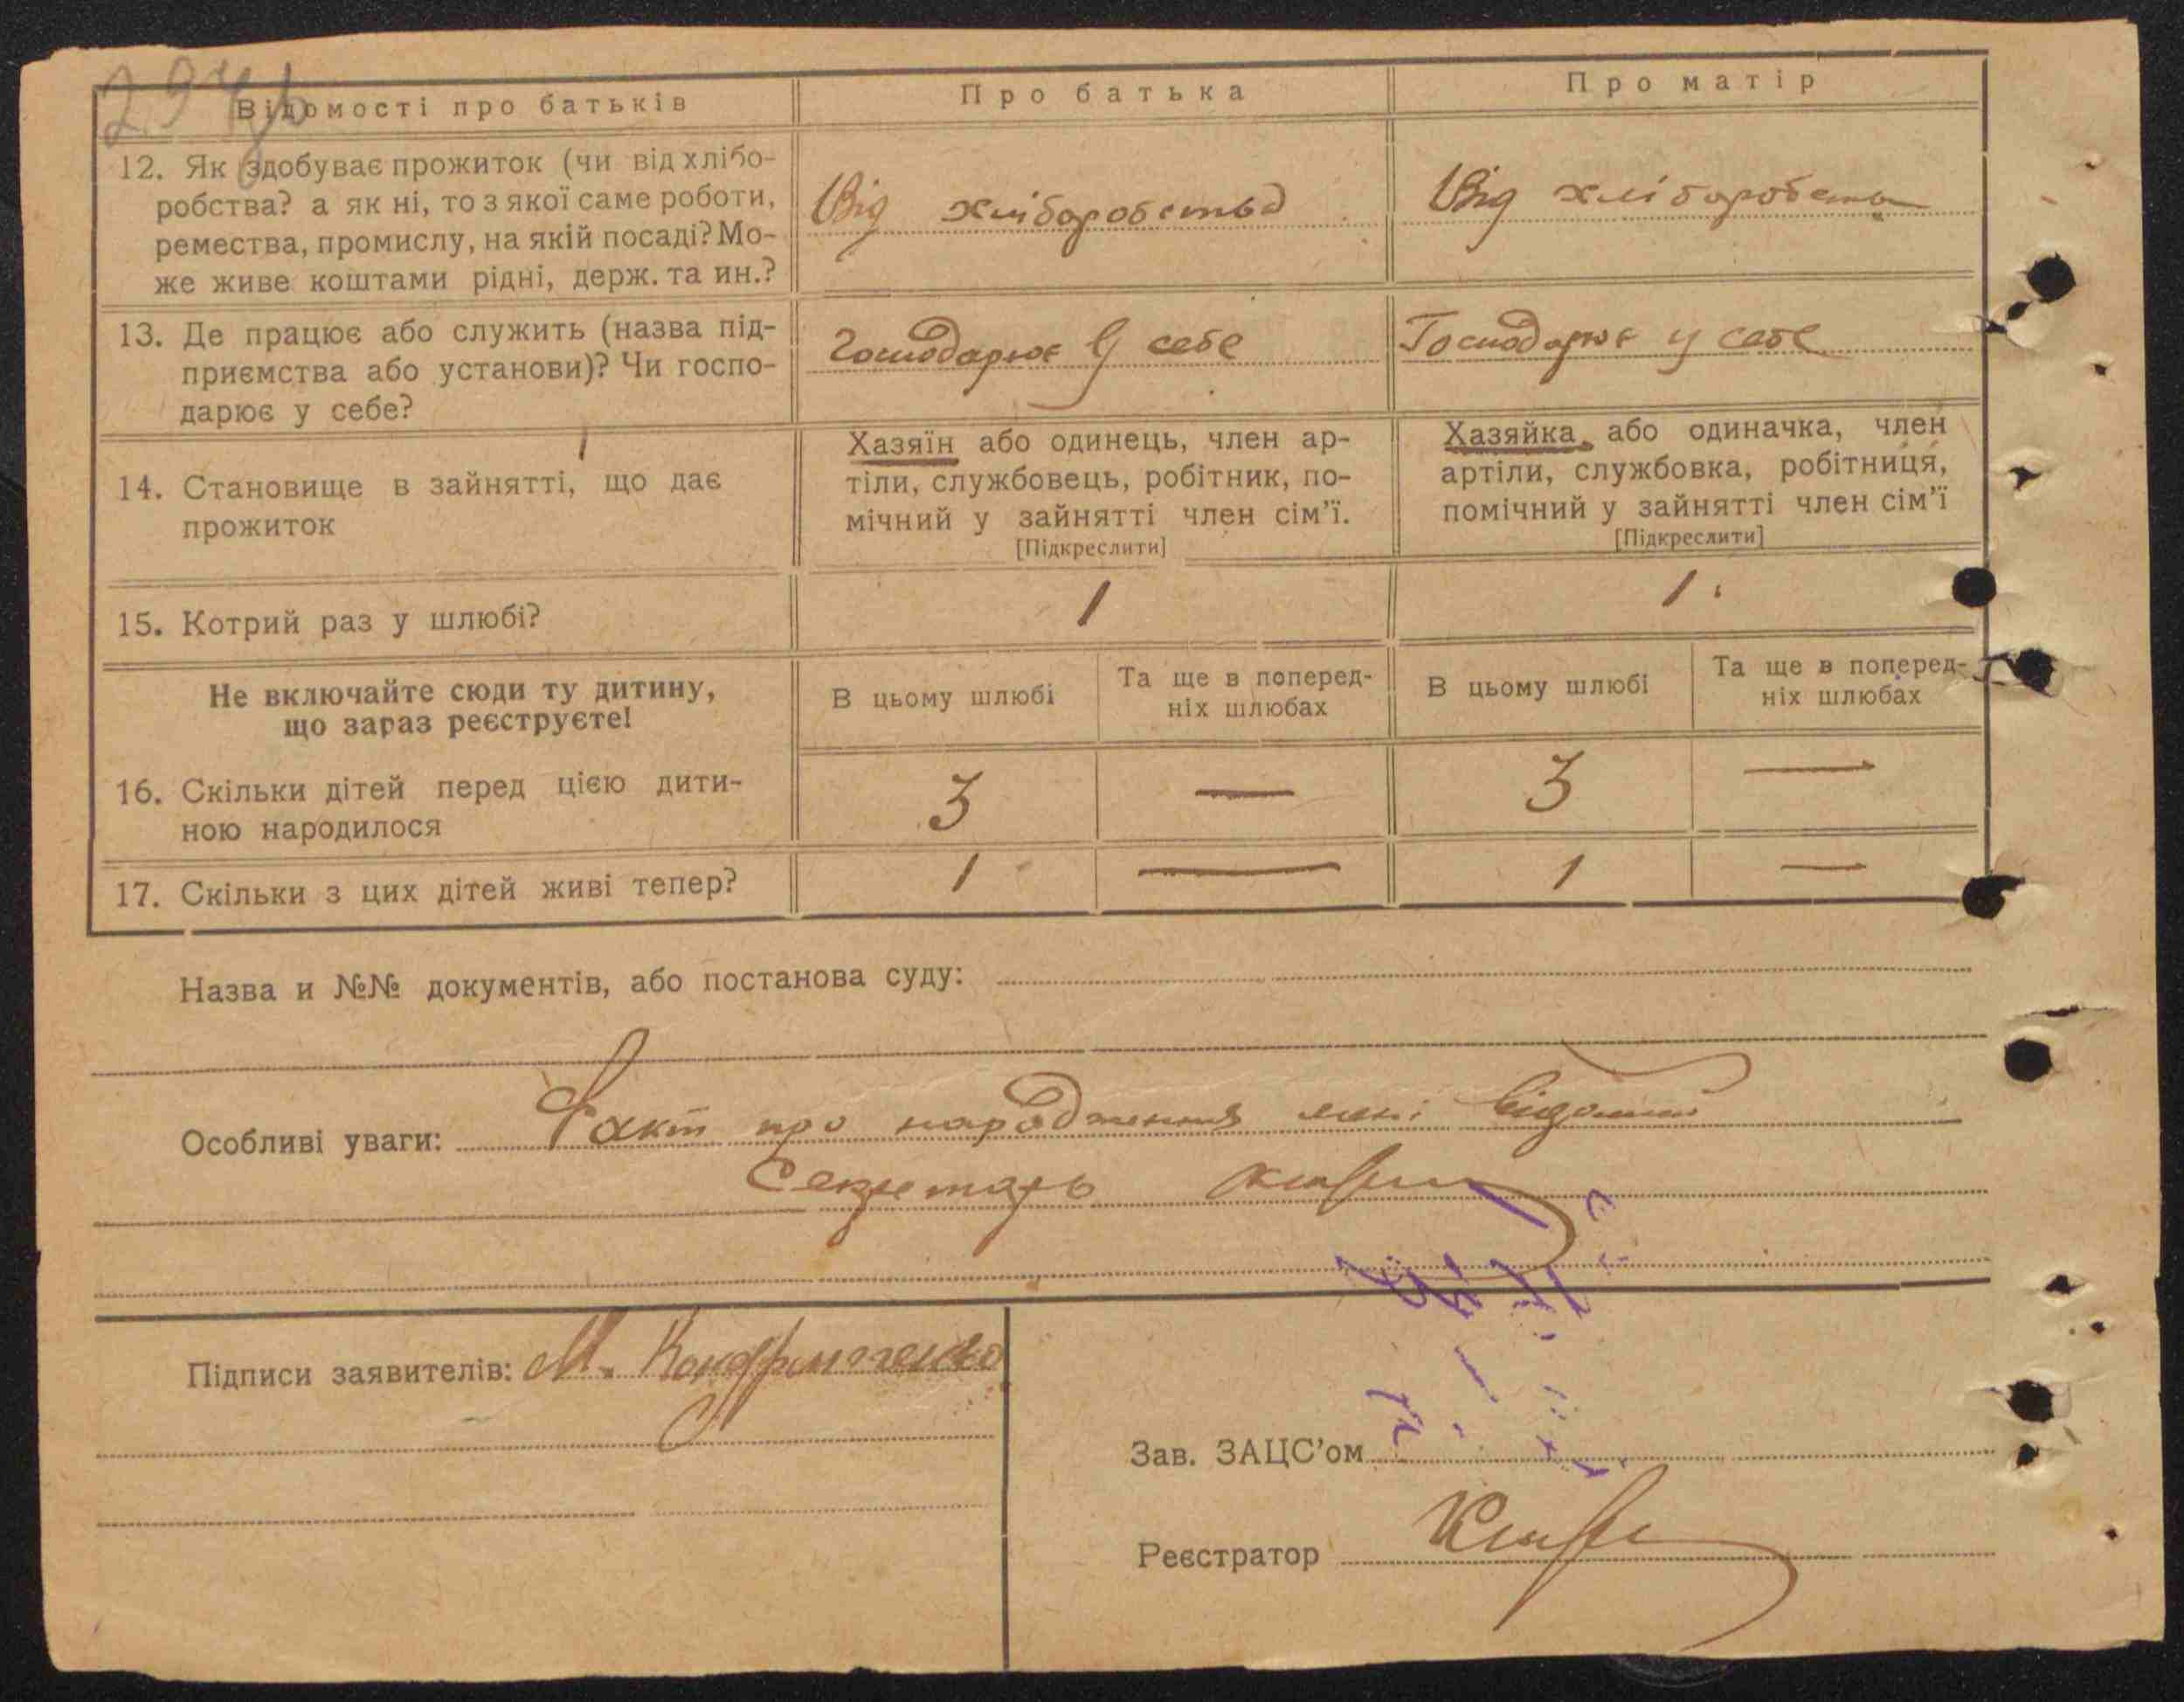 Відомості про батьків
Про батька
Про матір
12. Як здобуває прожиток (чи від хлібо-
робства? а як ні, то з якої саме роботи,
ремества, промислу, на якій посаді? Мо-
же живе коштами рідні, держ. та ин.?
Від хліборобства
Від хліборобства
13. Де працює або служить (назва під-
приємства або установи)? Чи госпо-
дарює у себе?
Господарює у себе
Господарює у себе
14. Становище в зайнятті, що дає
прожиток
Хазяїн або одинець, член ар-
тіли, службовець, робітник, по-
мічний у зайнятті член сім'ї.
[Підкреслити]
Хазяйка або одиначка, член
артіли, службовка, робітниця,
помічний у зайнятті член сім'ї
[Підкреслити]
15. Котрий раз у шлюбі?
1
1
Не включайте сюди ту дитину,
що зараз реєструєте!
В цьому шлюбі
Та ще в поперед-
ніх шлюбах
В цьому шлюбі
Та ще в поперед-
ніх шлюбах
16. Скільки дітей перед цією дити-
ною народилося
3 — 3 —
17. Скільки з цих дітей живі тепер?
1 — 1 —
Назва и №№ документів, або постанова суду:
Особливі уваги: Факт про народження мені відомий
Секретарь
Підписи заявителів: М.
Зав. ЗАЦС'ом
Реєстратор